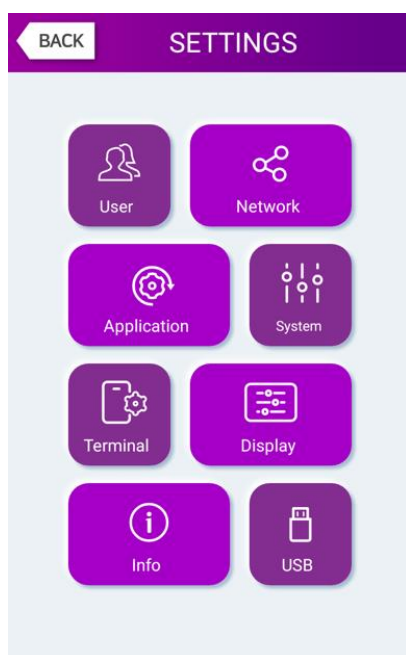 BACK
SETTINGS
User
Network
Application
System
Terminal
Display
Info
USB